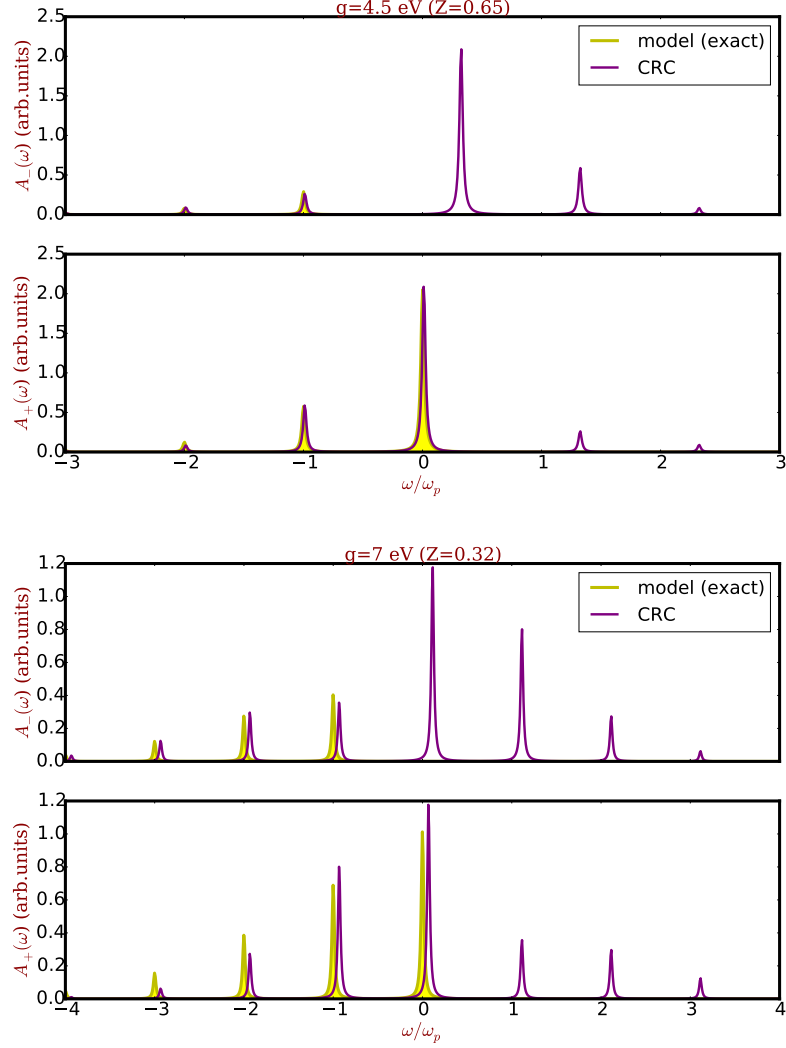 g=4.5 eV (Z=0.65)
2.5
2.0
1.5
1.0
0.5
0.0
A₋(ω) (arb.units)
model (exact)
CRC
2.5
2.0
1.5
1.0
0.5
0.0
A₊(ω) (arb.units)
−3 −2 −1 0 1 2 3
ω/ωₚ
g=7 eV (Z=0.32)
1.2
1.0
0.8
0.6
0.4
0.2
0.0
A₋(ω) (arb.units)
model (exact)
CRC
1.2
1.0
0.8
0.6
0.4
0.2
0.0
A₊(ω) (arb.units)
−4 −3 −2 −1 0 1 2 3 4
ω/ωₚ